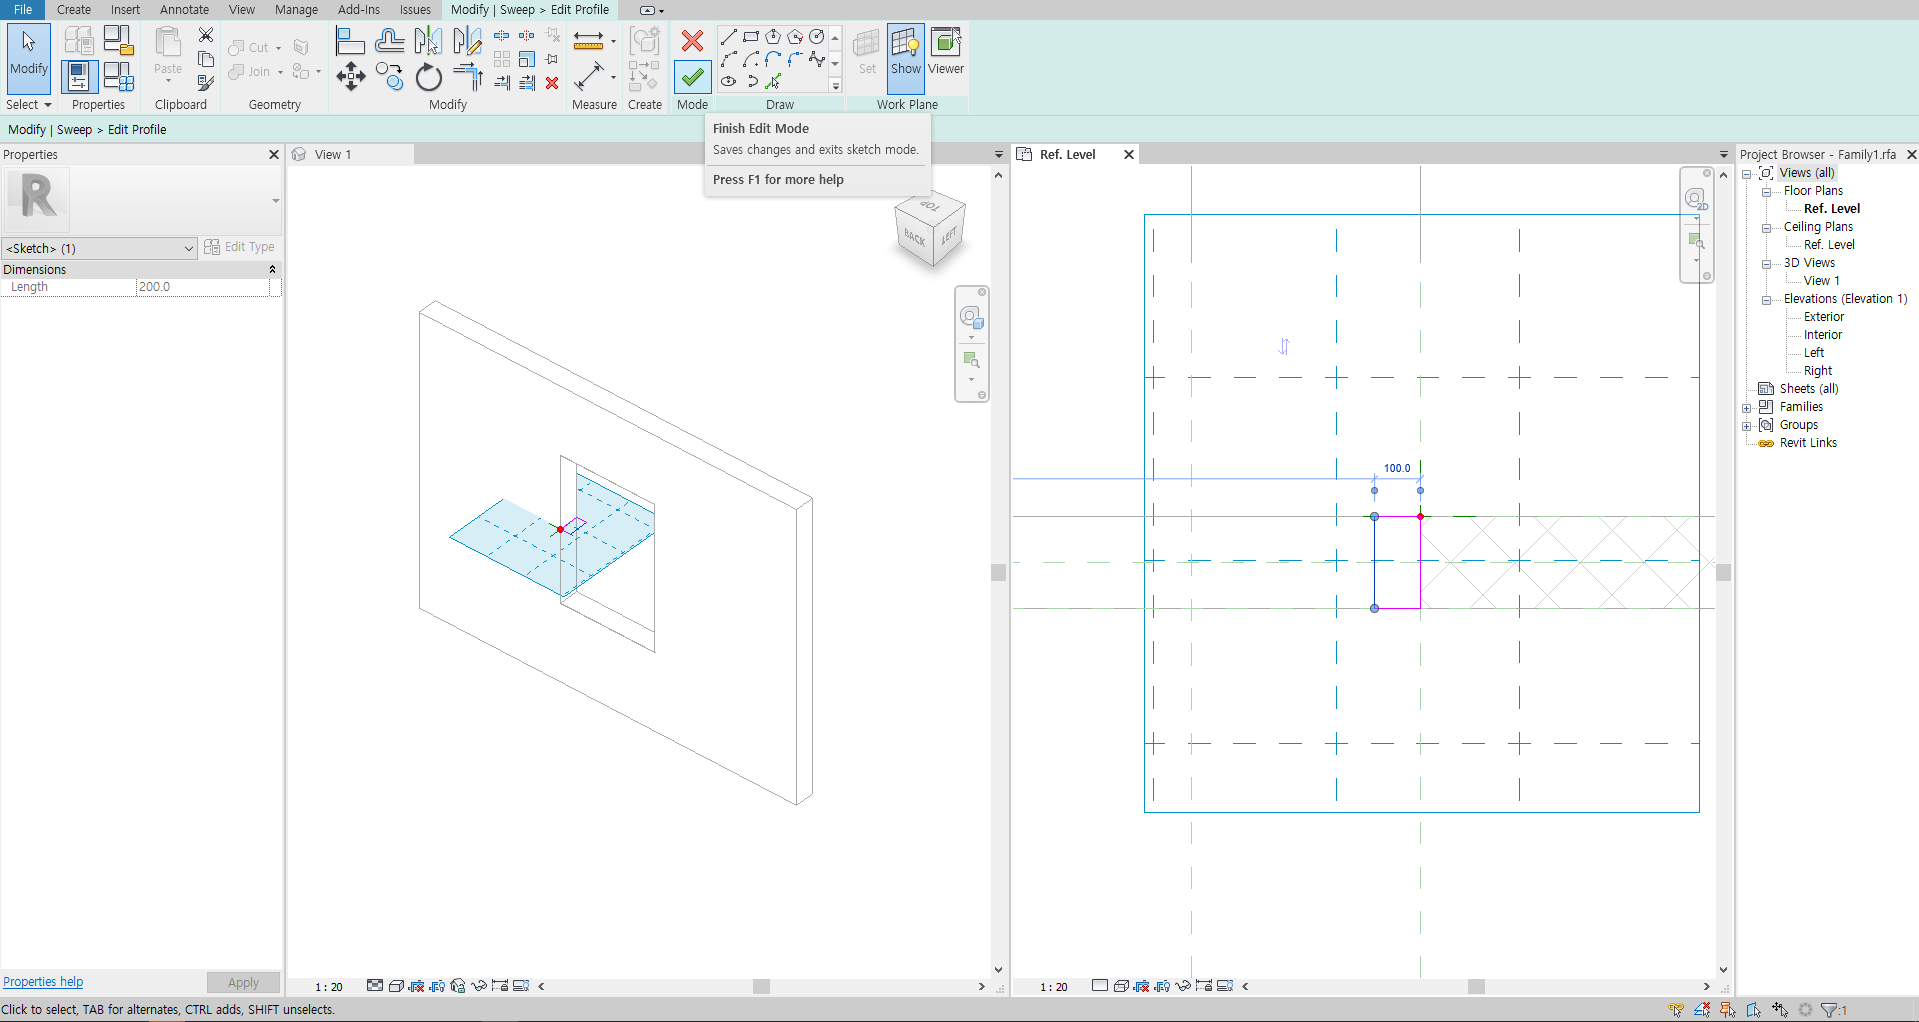 File Create Insert Annotate View Manage Add-Ins Issues Modify | Sweep > Edit Profile
Modify Paste Cut Join Set Show Viewer
Select Properties Clipboard Geometry Modify Measure Create Mode Draw Work Plane
Modify | Sweep > Edit Profile
Finish Edit Mode
Saves changes and exits sketch mode.
Press F1 for more help
Properties
R
<Sketch> (1)
Edit Type
Dimensions
Length 200.0
Properties help
Apply
View 1
TOP
BACK
LEFT
1 : 20
Ref. Level
2D
100.0
1 : 20
Project Browser - Family1.rfa
Views (all)
Floor Plans
Ref. Level
Ceiling Plans
Ref. Level
3D Views
View 1
Elevations (Elevation 1)
Exterior
Interior
Left
Right
Sheets (all)
Families
Groups
Revit Links
Click to select, TAB for alternates, CTRL adds, SHIFT unselects.
:1